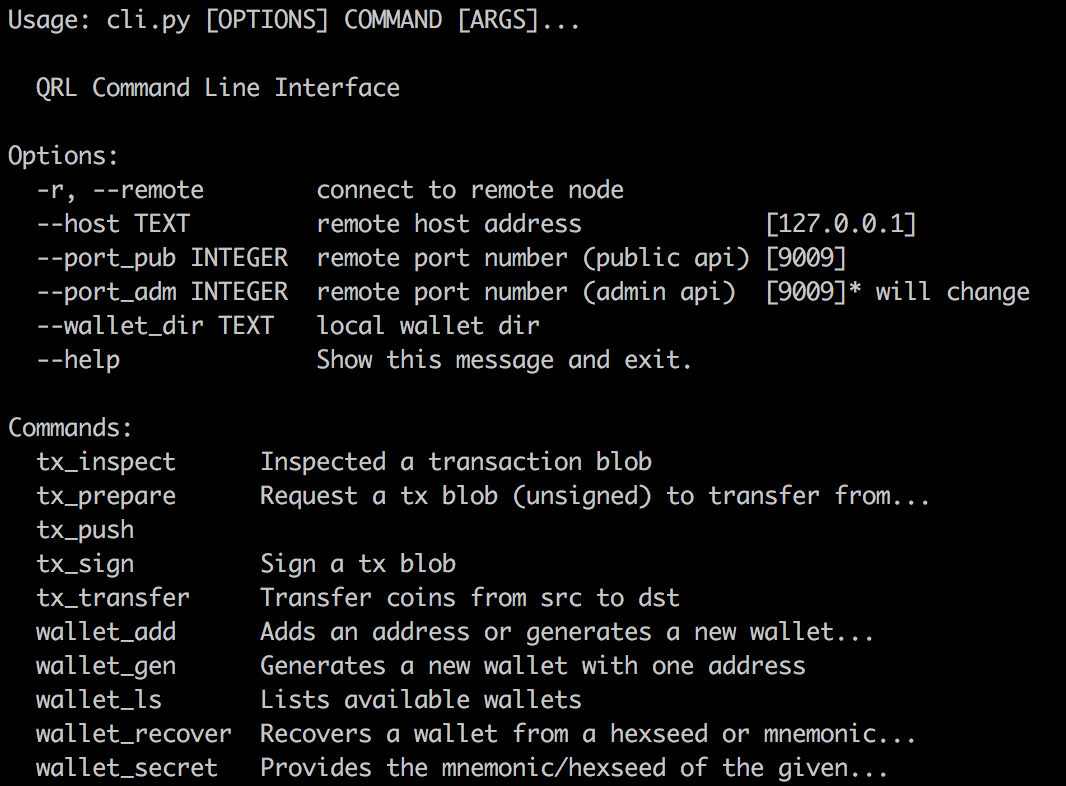 Usage: cli.py [OPTIONS] COMMAND [ARGS]...
QRL Command Line Interface
Options:
-r, --remote connect to remote node
--host TEXT remote host address [127.0.0.1]
--port_pub INTEGER remote port number (public api) [9009]
--port_adm INTEGER remote port number (admin api) [9009]* will change
--wallet_dir TEXT local wallet dir
--help Show this message and exit.
Commands:
tx_inspect Inspected a transaction blob
tx_prepare Request a tx blob (unsigned) to transfer from...
tx_push
tx_sign Sign a tx blob
tx_transfer Transfer coins from src to dst
wallet_add Adds an address or generates a new wallet...
wallet_gen Generates a new wallet with one address
wallet_ls Lists available wallets
wallet_recover Recovers a wallet from a hexseed or mnemonic...
wallet_secret Provides the mnemonic/hexseed of the given...